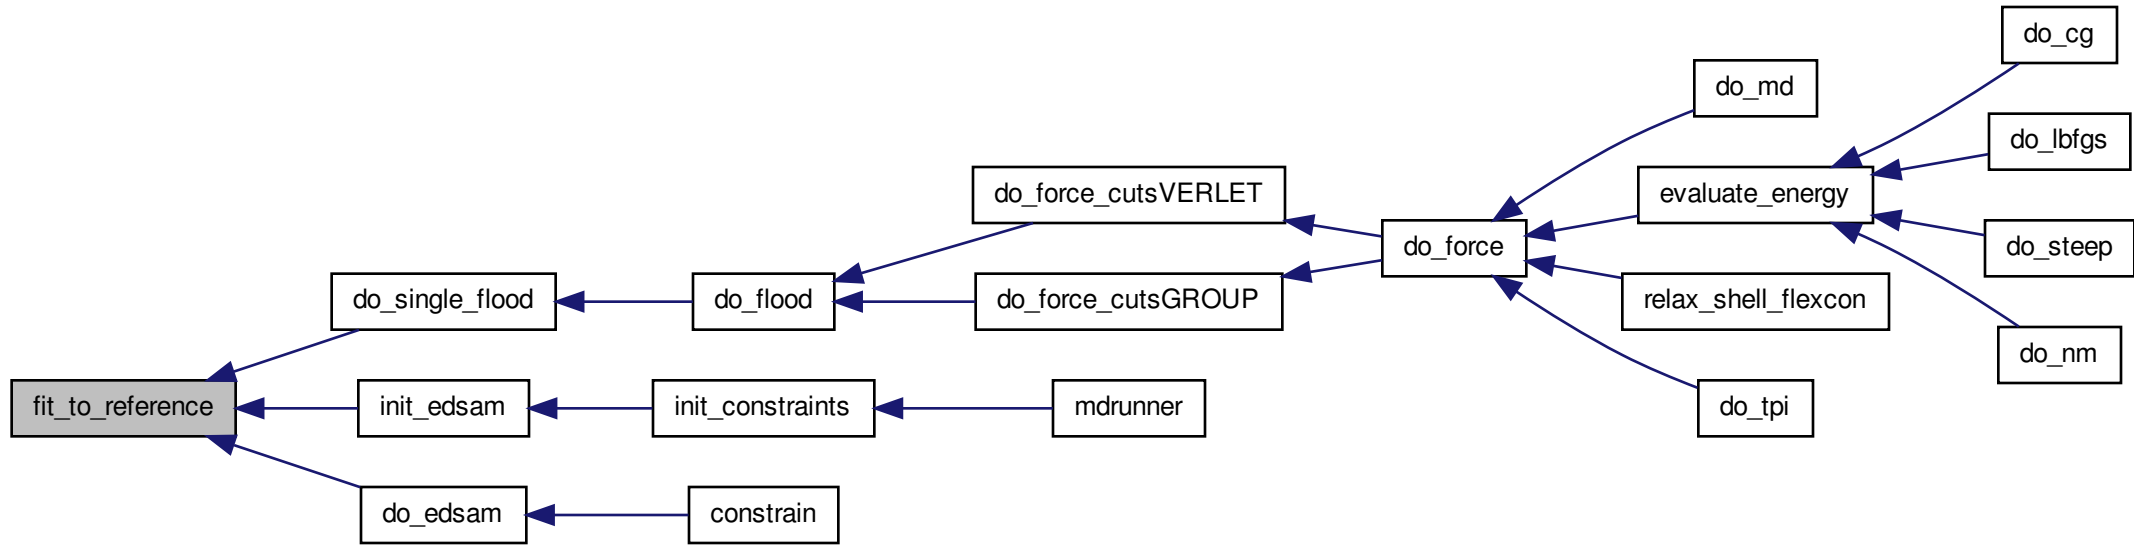 fit_to_reference
do_single_flood
init_edsam
do_edsam
do_flood
init_constraints
constrain
do_force_cutsVERLET
do_force_cutsGROUP
mdrunner
do_force
do_md
evaluate_energy
relax_shell_flexcon
do_tpi
do_cg
do_lbfgs
do_steep
do_nm